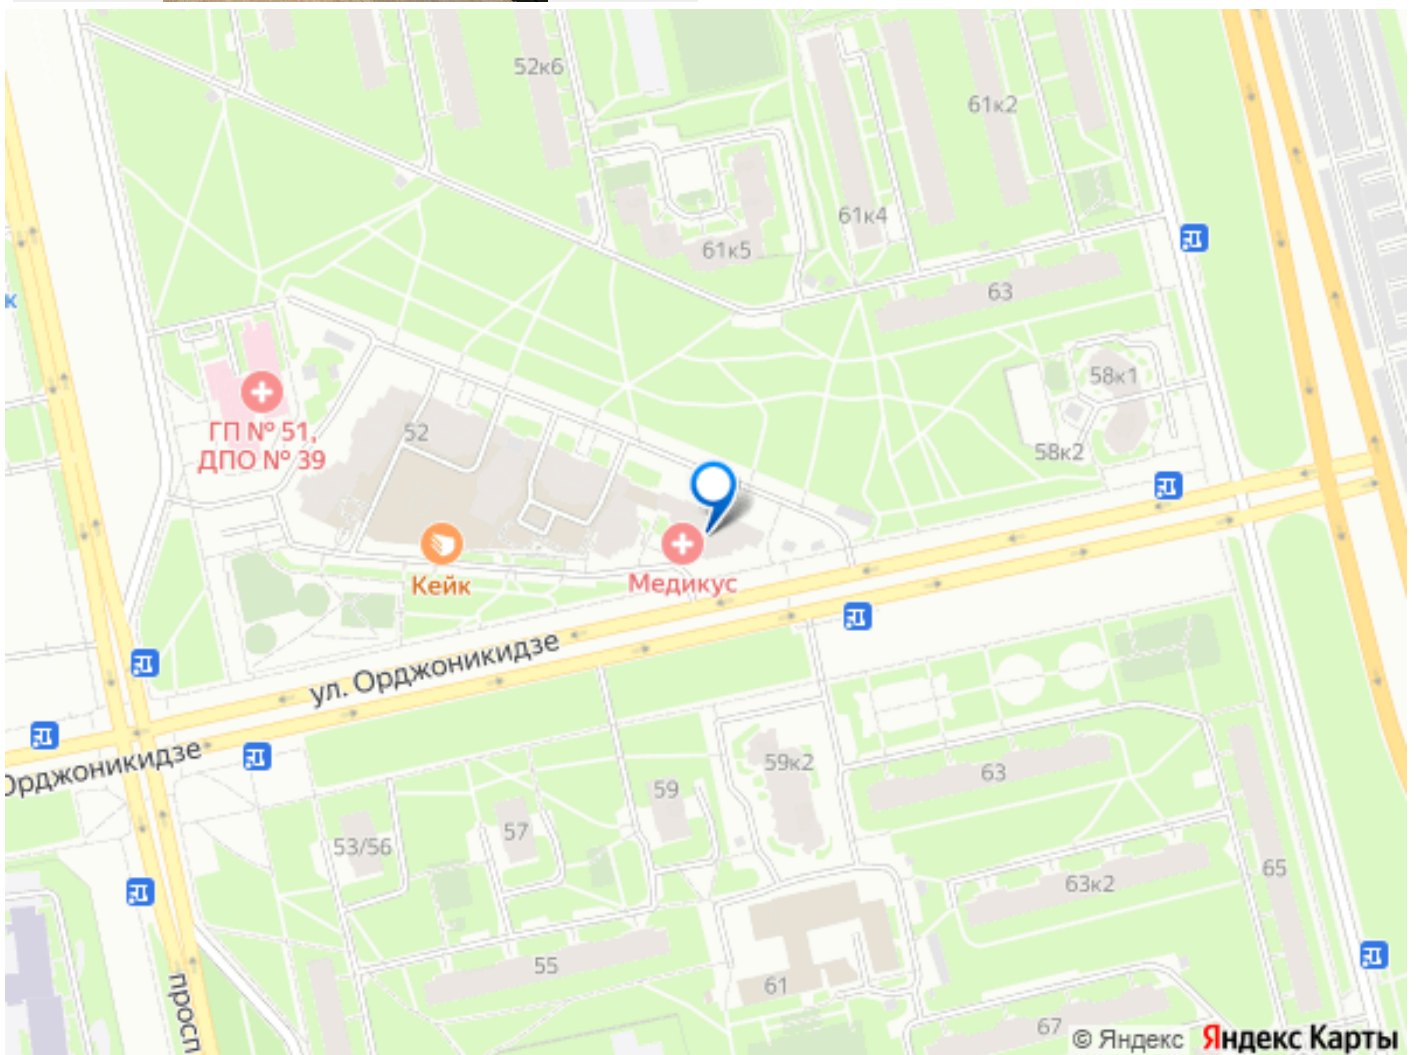 52к6
61к2
61к4
61к5
63
к
58к1
52
ГП № 51,
ДПО № 39
58к2
Кейк
Медикус
ул. Орджоникидзе
Орджоникидзе
59к2
63
59
57
53/56
65
63к2
55
61
просп
67
© Яндекс Яндекс Карты